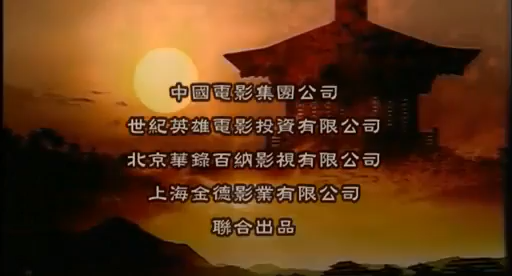 中國電影集團公司
世紀英雄電影投資有限公司
北京華錄百納影視有限公司
上海金德影業有限公司
聯合出品